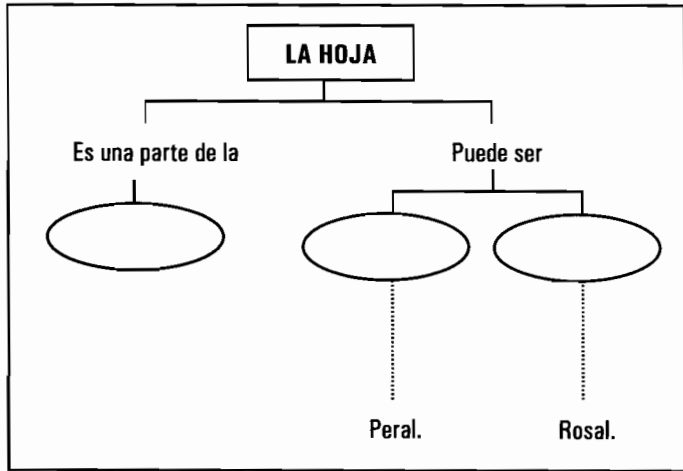 LA HOJA
Es una parte de la
Puede ser
Peral.
Rosal.